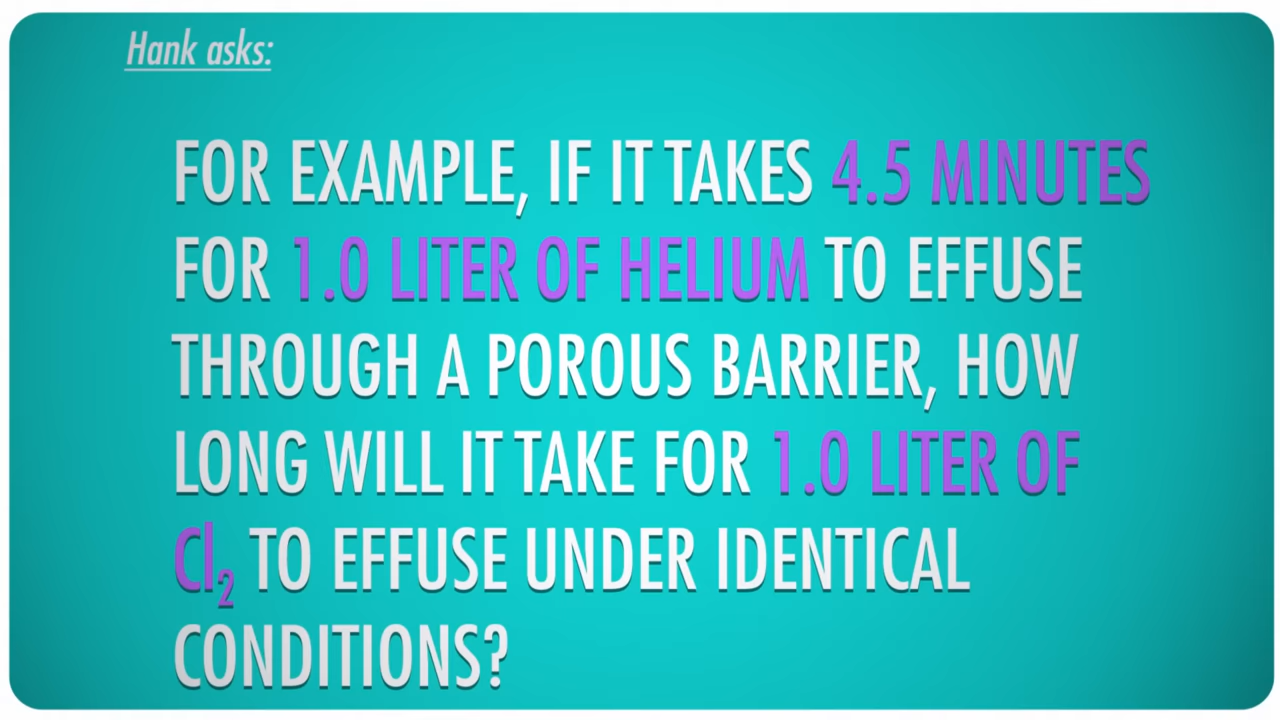 Hank asks:
FOR EXAMPLE, IF IT TAKES 4.5 MINUTES
FOR 1.0 LITER OF HELIUM TO EFFUSE
THROUGH A POROUS BARRIER, HOW
LONG WILL IT TAKE FOR 1.0 LITER OF
Cl₂ TO EFFUSE UNDER IDENTICAL
CONDITIONS?